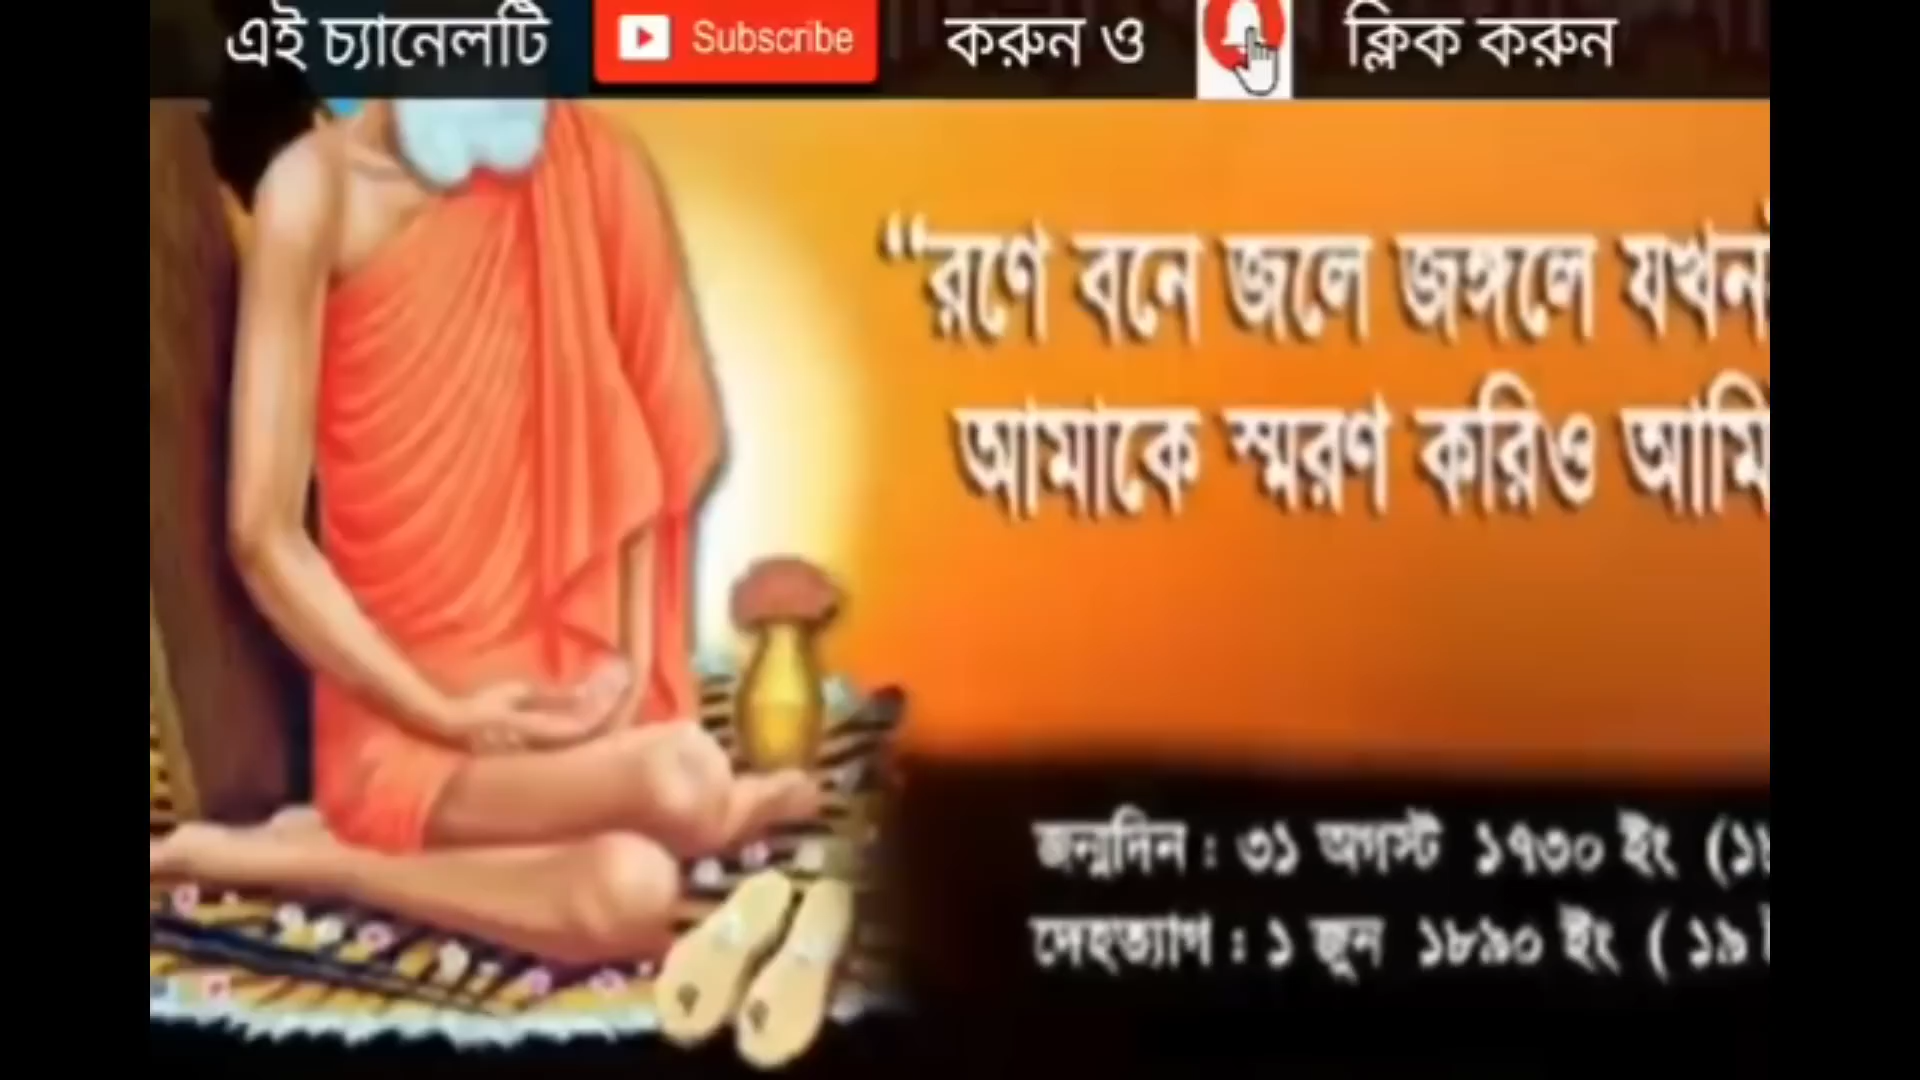 এই চ্যানেলটি Subscribe করুন ও ক্লিক করুন
“রণে বনে জলে জঙ্গলে যখন
আমাকে স্মরণ করিও আমি
জন্মদিন : ৩১ অগস্ট ১৭৩০ ইং
দেহত্যাগ : ১ জুন ১৮৯০ ইং ( ১৯